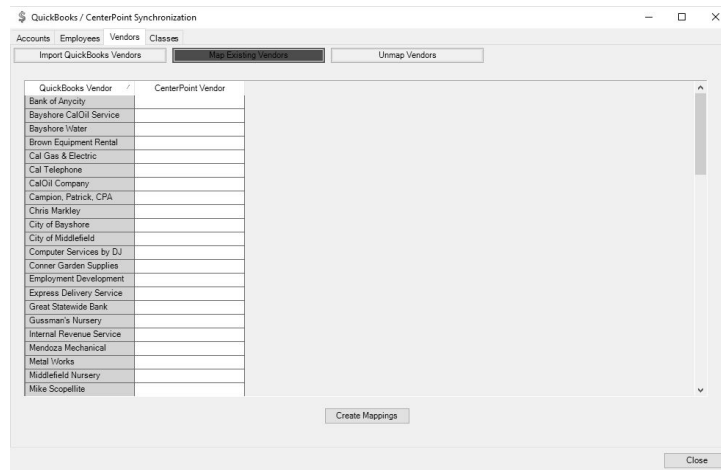 QuickBooks / CenterPoint Synchronization
Accounts Employees Vendors Classes
Import QuickBooks Vendors Map Existing Vendors Unmap Vendors
QuickBooks Vendor CenterPoint Vendor
Bank of Anycity
Bayshore CalOil Service
Bayshore Water
Brown Equipment Rental
Cal Gas & Electric
Cal Telephone
CalOil Company
Campion, Patrick, CPA
Chris Markley
City of Bayshore
City of Middlefield
Computer Services by DJ
Conner Garden Supplies
Employment Development
Express Delivery Service
Great Statewide Bank
Gussman's Nursery
Internal Revenue Service
Mendoza Mechanical
Metal Works
Middlefield Nursery
Mike Scopellite
Create Mappings
Close